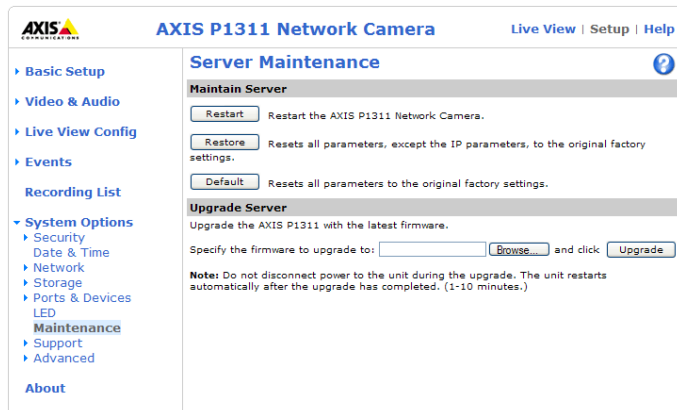 AXIS
COMMUNICATIONS
AXIS P1311 Network Camera
Live View | Setup | Help
Basic Setup
Video & Audio
Live View Config
Events
Recording List
System Options
Security
Date & Time
Network
Storage
Ports & Devices
LED
Maintenance
Support
Advanced
About
Server Maintenance
?
Maintain Server
Restart Restart the AXIS P1311 Network Camera.
Restore Resets all parameters, except the IP parameters, to the original factory
settings.
Default Resets all parameters to the original factory settings.
Upgrade Server
Upgrade the AXIS P1311 with the latest firmware.
Specify the firmware to upgrade to: Browse... and click Upgrade
Note: Do not disconnect power to the unit during the upgrade. The unit restarts
automatically after the upgrade has completed. (1-10 minutes.)